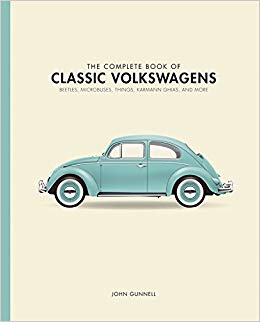 THE COMPLETE BOOK OF
CLASSIC VOLKSWAGENS
BEETLES, MICROBUSES, THINGS, KARMANN GHIAS, AND MORE
JOHN GUNNELL